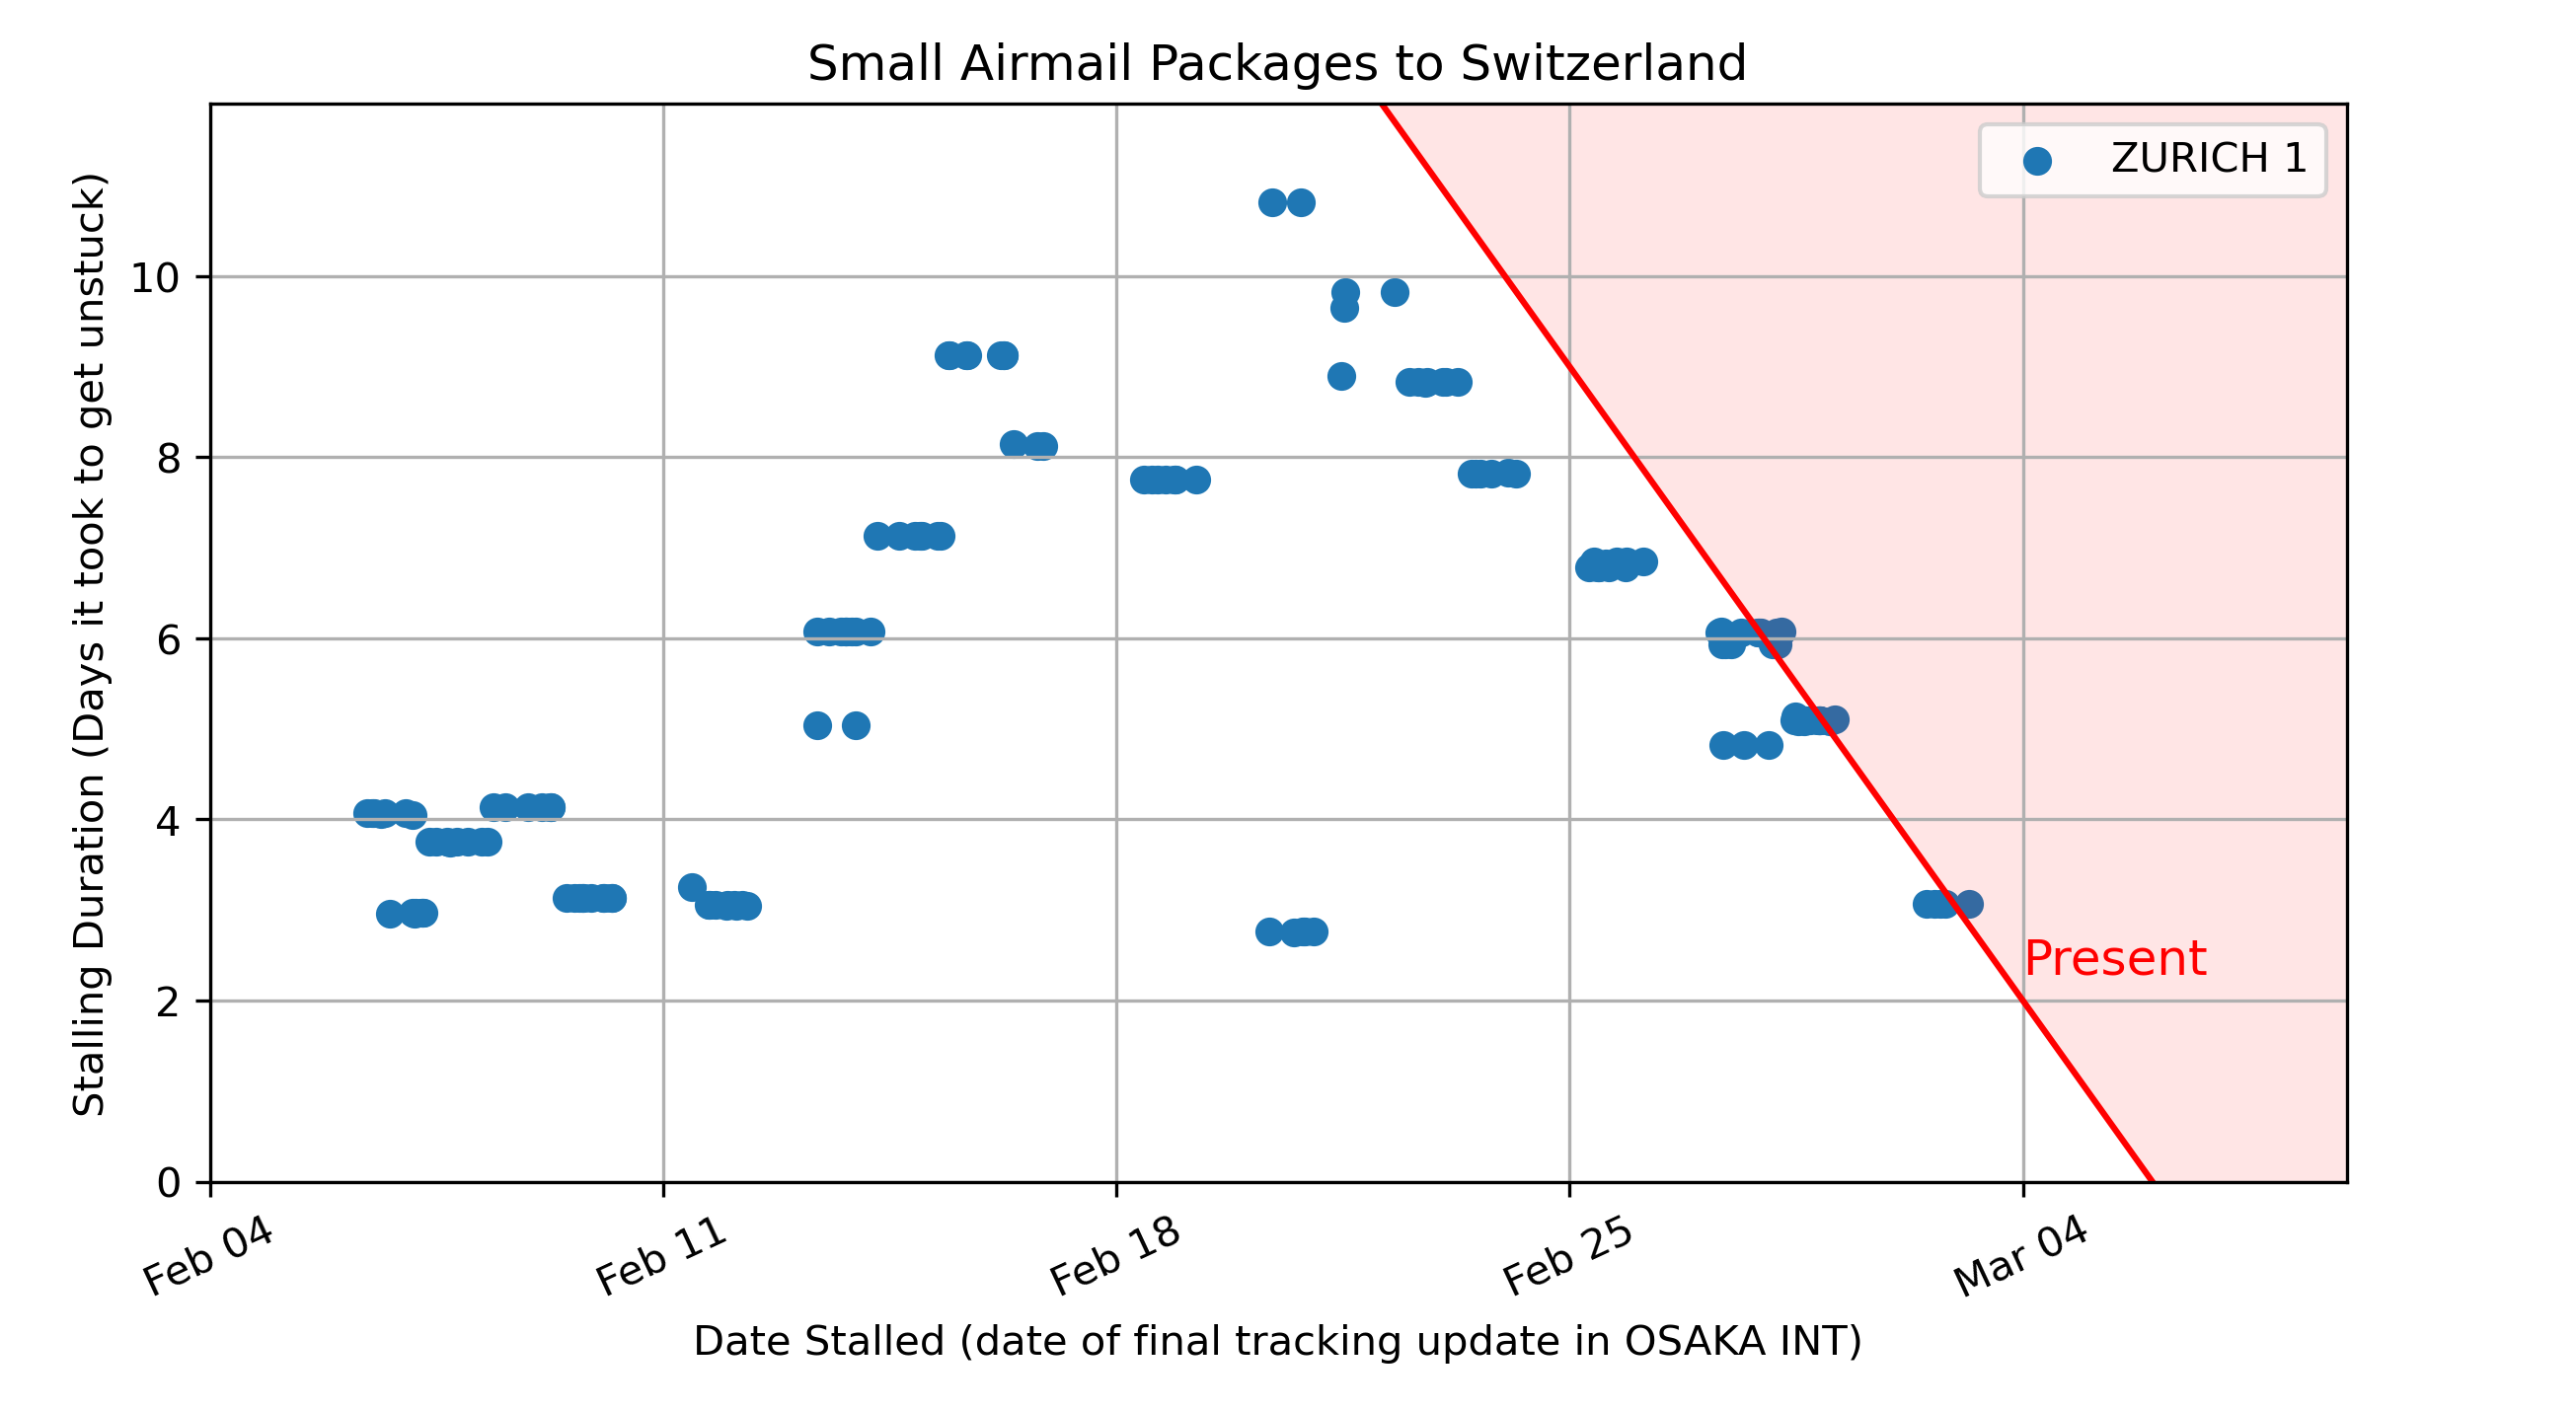 Small Airmail Packages to Switzerland
ZURICH 1
Stalling Duration (Days it took to get unstuck)
10
8
6
4
2
0
Present
Feb 04
Feb 11
Feb 18
Feb 25
Mar 04
Date Stalled (date of final tracking update in OSAKA INT)